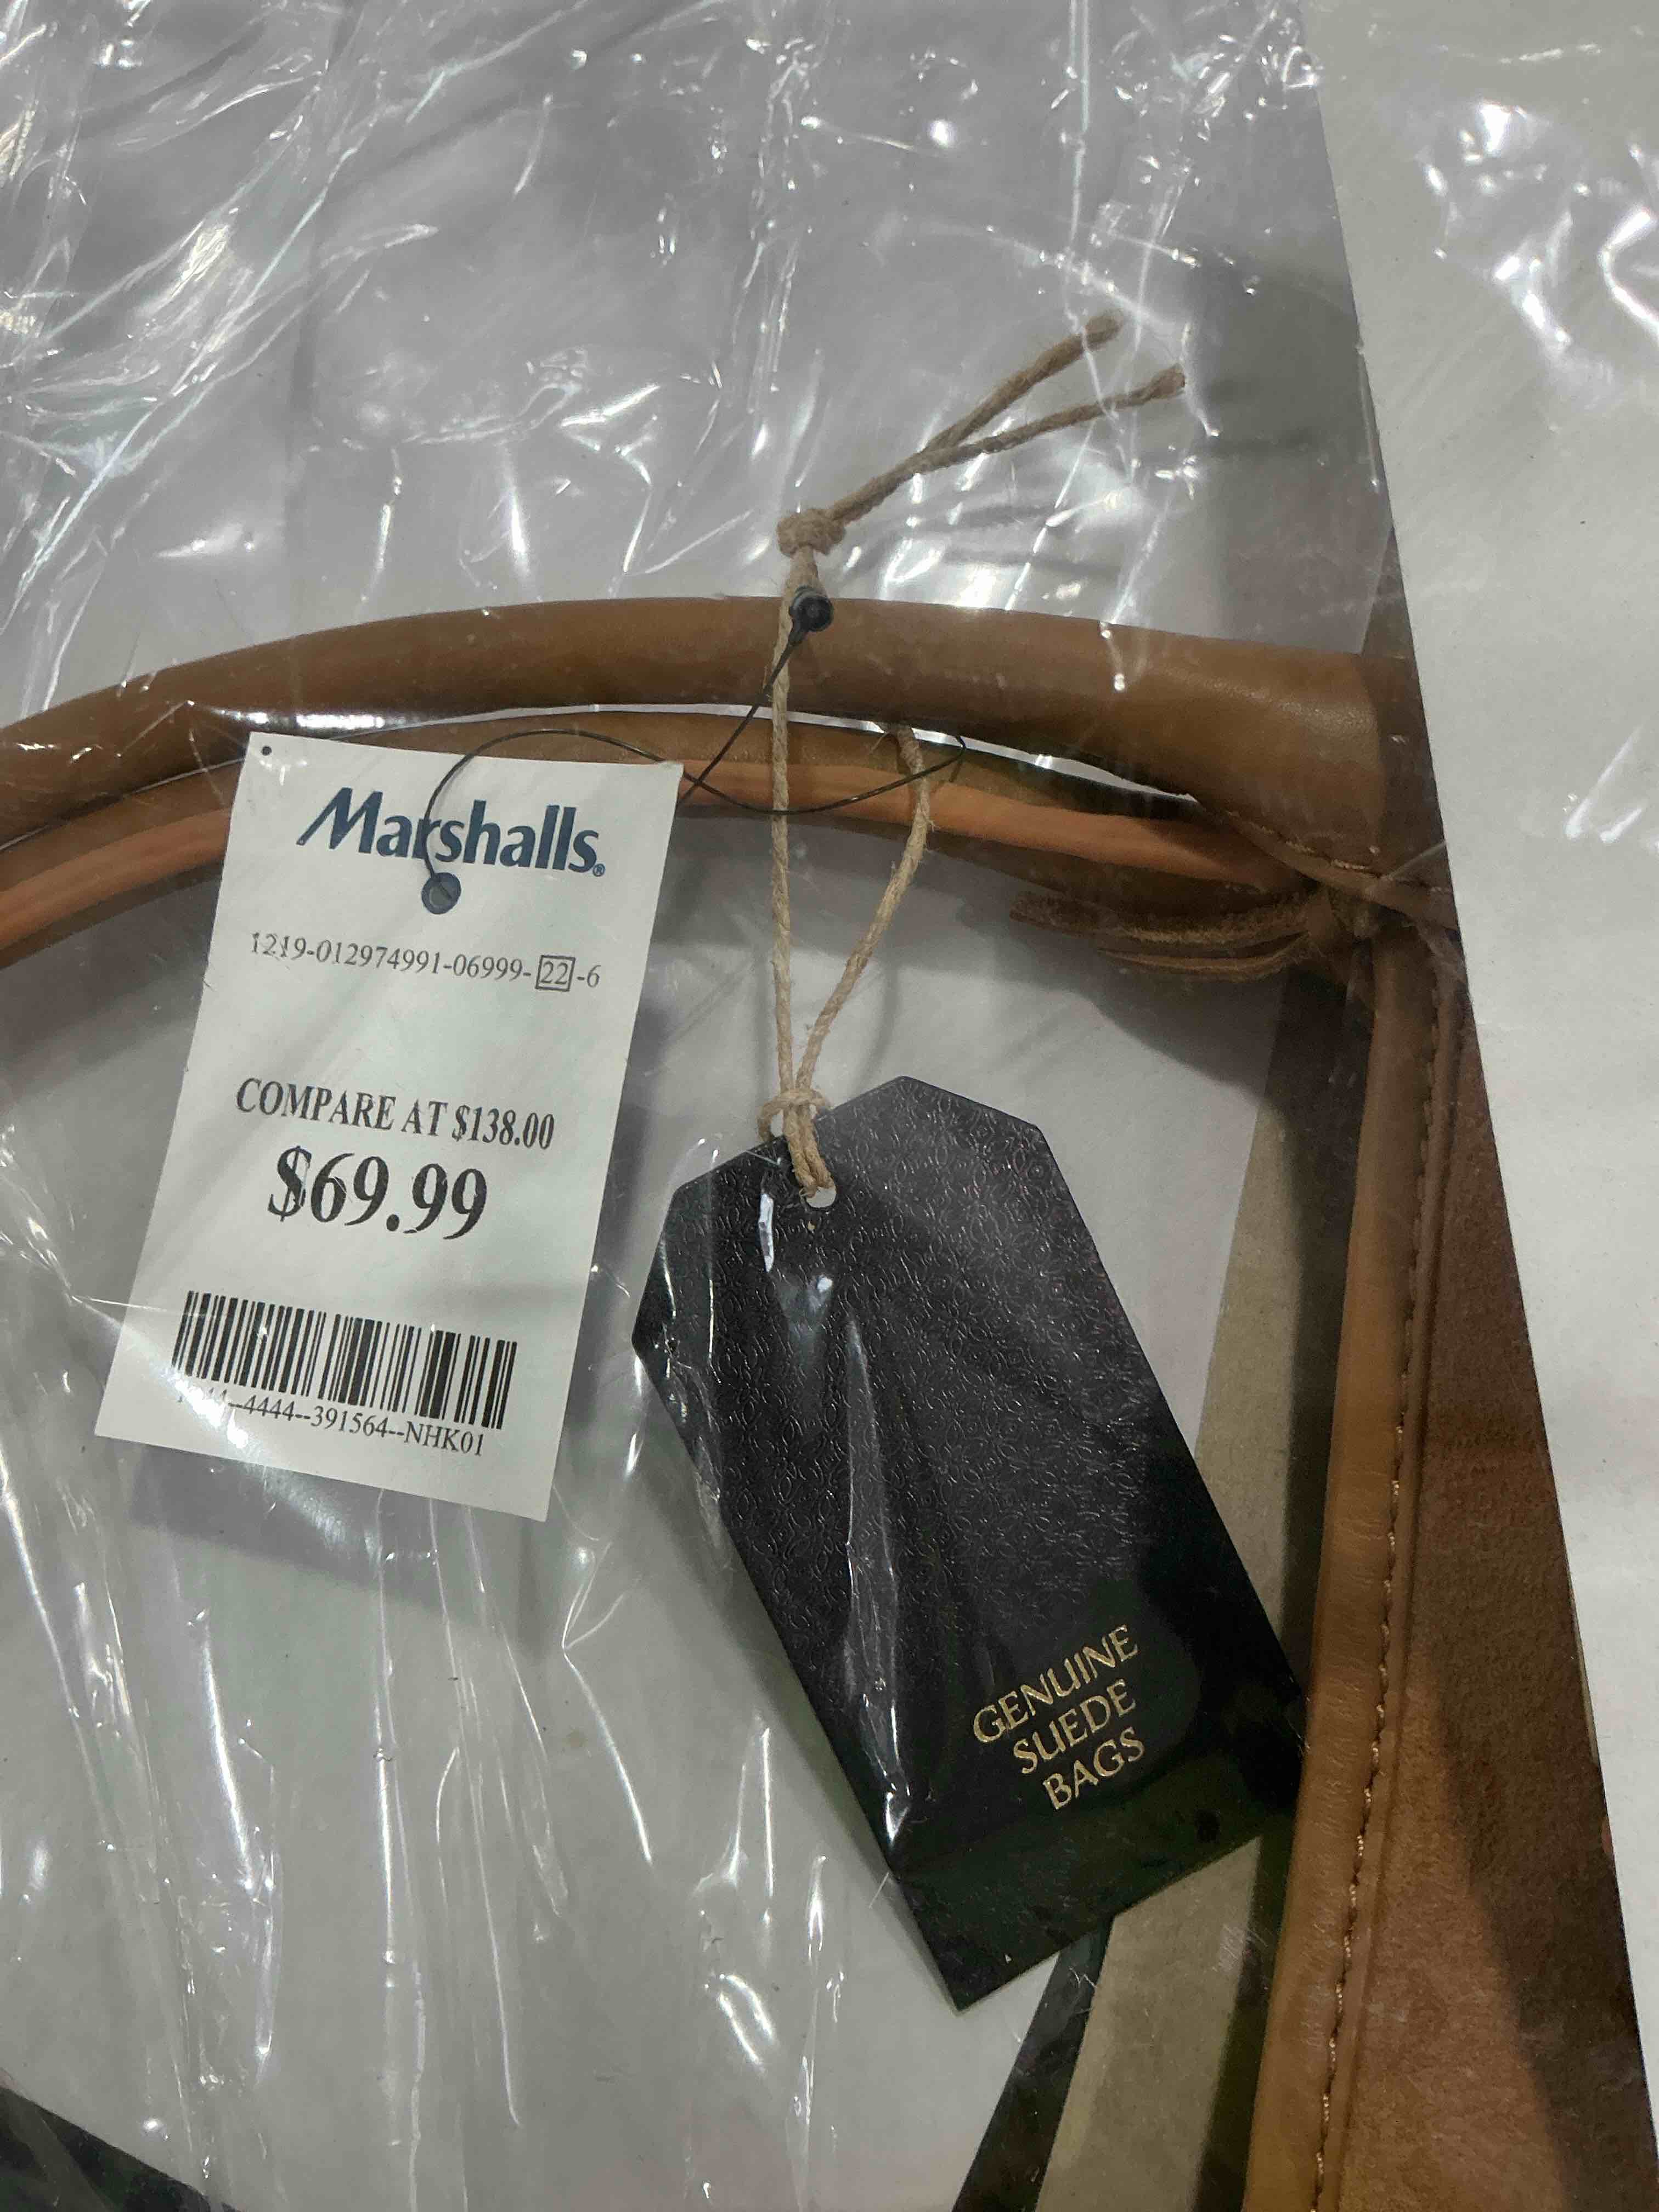 Marshalls®
1219-012974991-06999-22-6
COMPARE AT $138.00
$69.99
-4444--391564--NHK01
GENUINE
SUEDE
BAGS